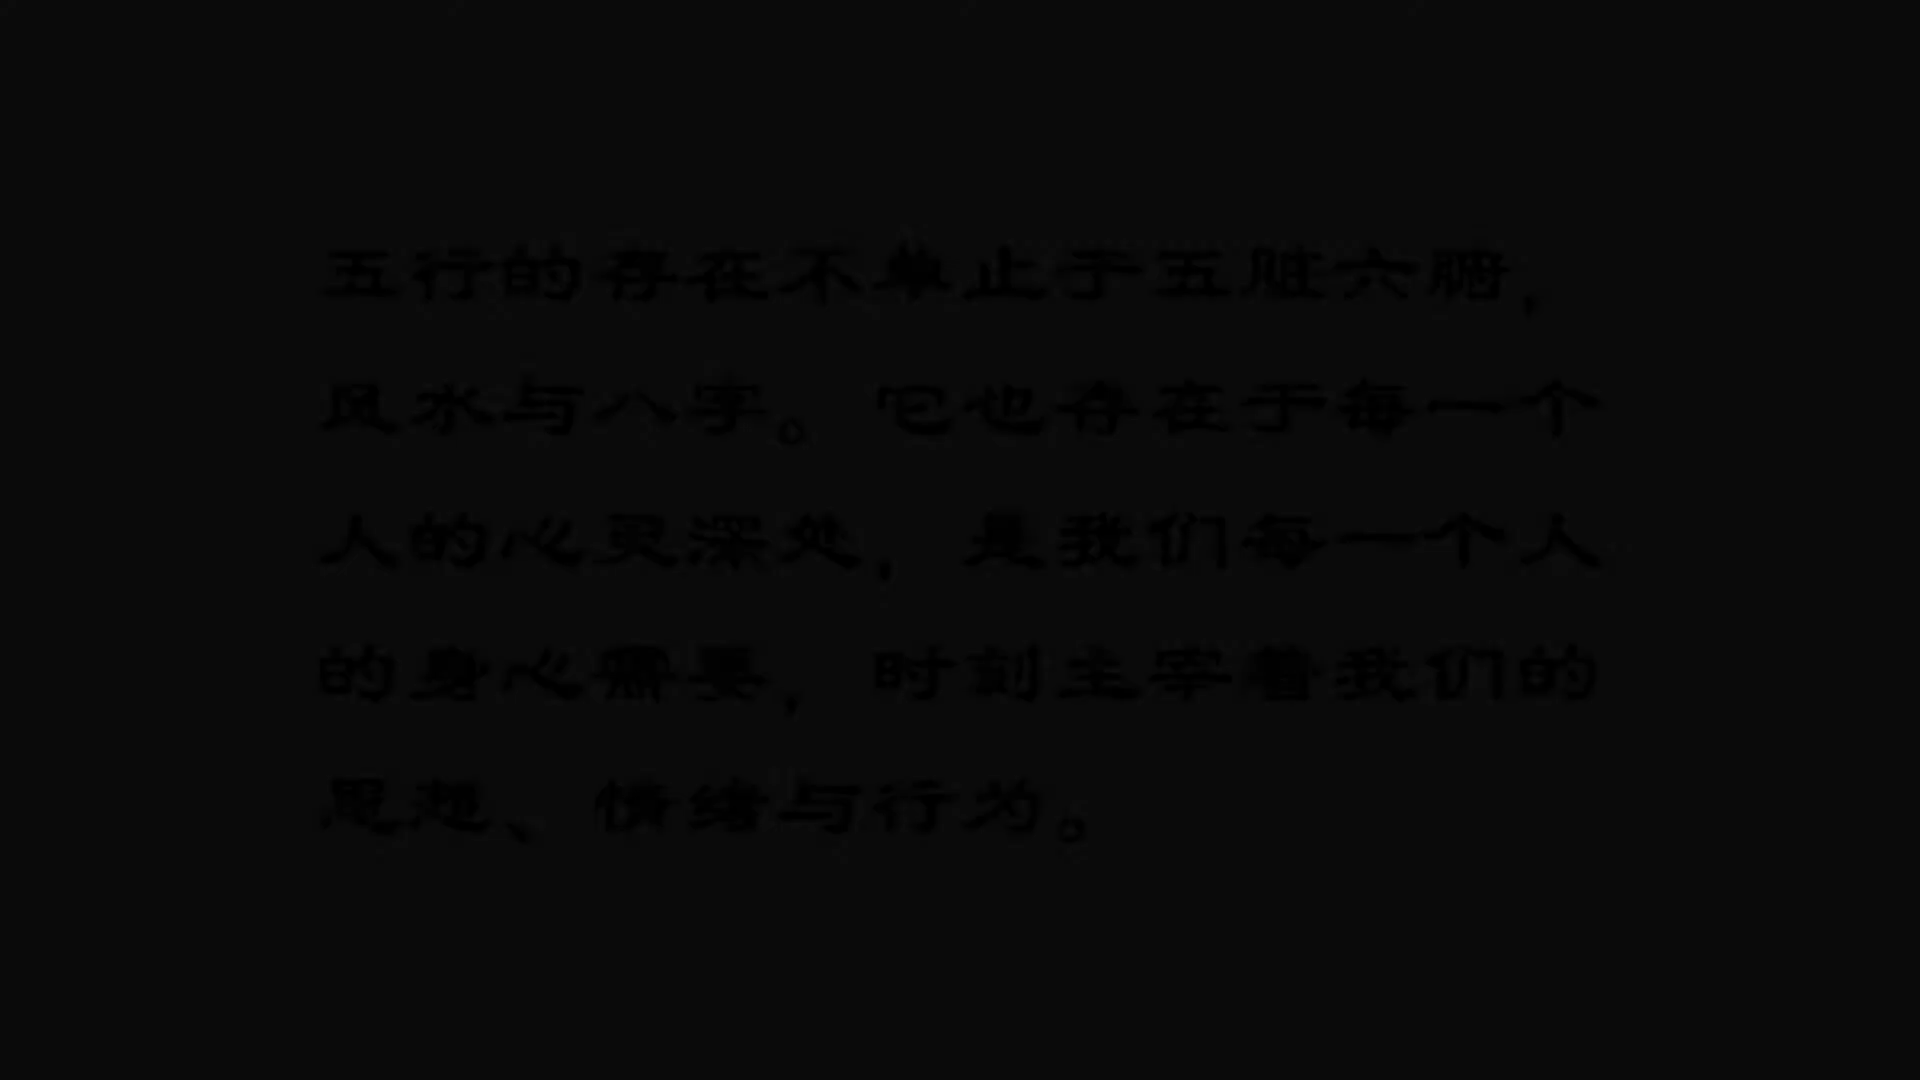 五行的存在不单止于五脏六腑，
风水与八字。它也存在于每一个
人的心灵深处，是我们每一个人
的身心需要，时刻主宰着我们的
思想、情绪与行为。